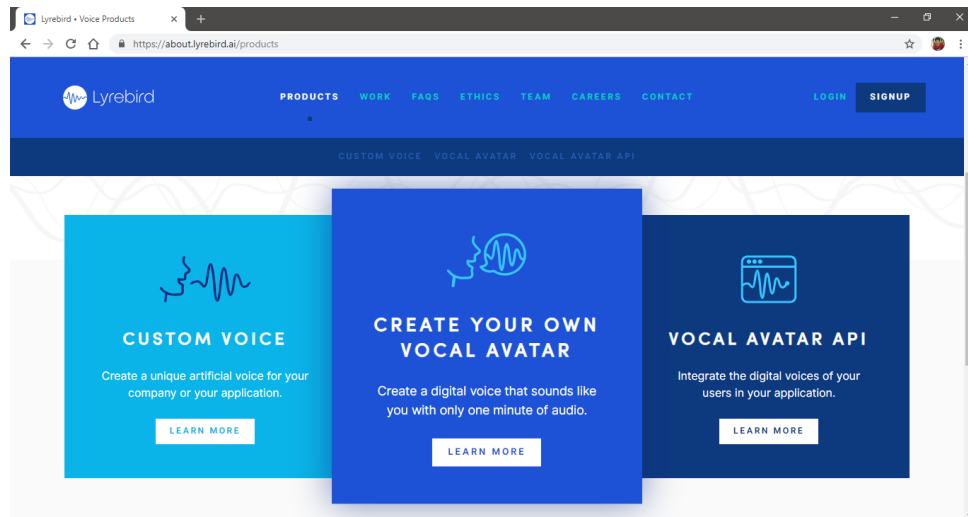 Lyrebird • Voice Products
https://about.lyrebird.ai/products
Lyrebird
PRODUCTS WORK FAQS ETHICS TEAM CAREERS CONTACT LOGIN SIGNUP
CUSTOM VOICE VOCAL AVATAR VOCAL AVATAR API
CUSTOM VOICE
Create a unique artificial voice for your
company or your application.
LEARN MORE
CREATE YOUR OWN
VOCAL AVATAR
Create a digital voice that sounds like
you with only one minute of audio.
LEARN MORE
VOCAL AVATAR API
Integrate the digital voices of your
users in your application.
LEARN MORE